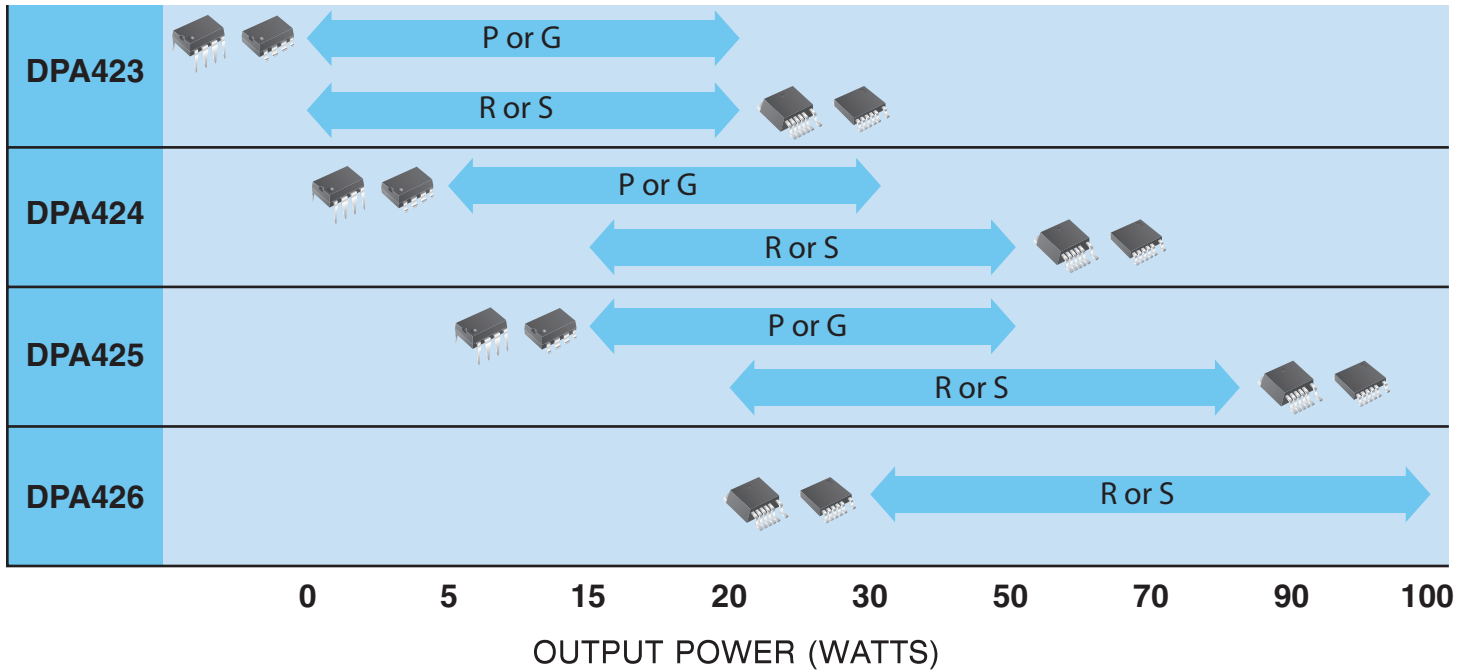 DPA423
P or G
R or S
DPA424
P or G
R or S
DPA425
P or G
R or S
DPA426
R or S
0 5 15 20 30 50 70 90 100
OUTPUT POWER (WATTS)